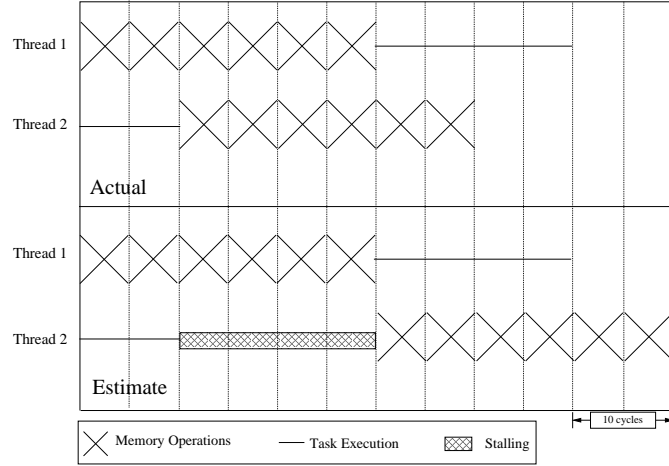 Thread 1
Thread 2
Actual
Thread 1
Thread 2
Estimate
10 cycles
Memory Operations
Task Execution
Stalling